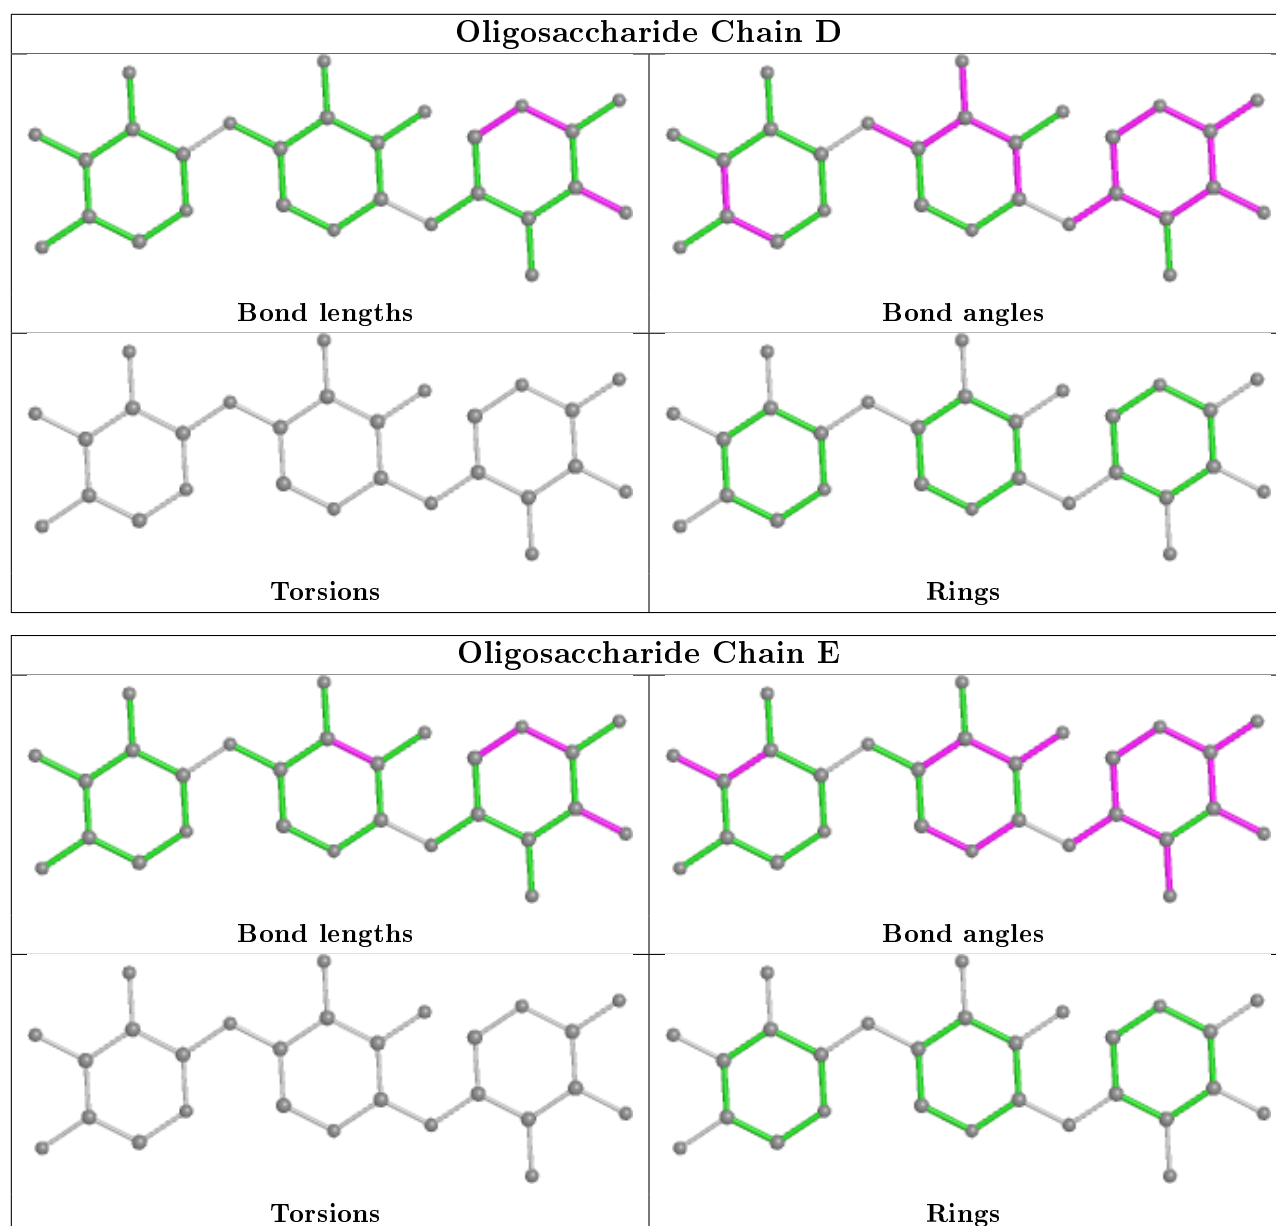 Oligosaccharide Chain D
Bond lengths
Bond angles
Torsions
Rings
Oligosaccharide Chain E
Bond lengths
Bond angles
Torsions
Rings